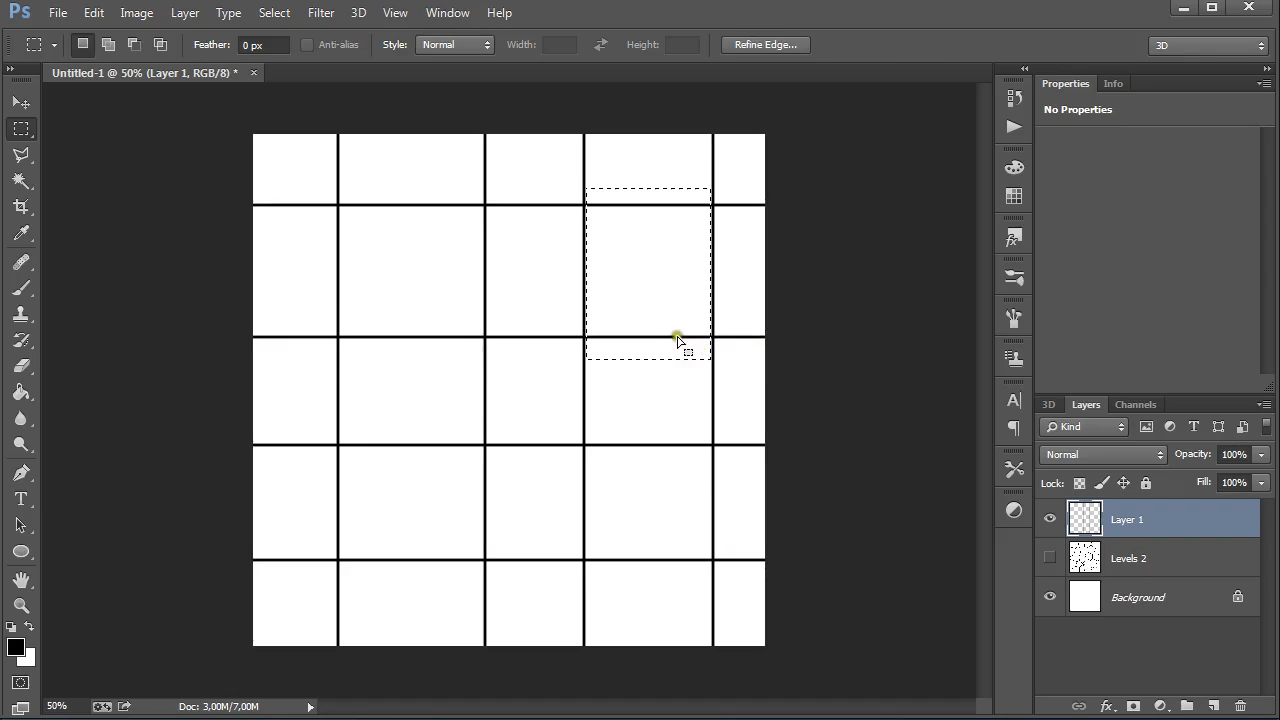 Ps File Edit Image Layer Type Select Filter 3D View Window Help
Feather: 0 px Anti-alias Style: Normal Width: Height: Refine Edge... 3D
Untitled-1 @ 50% (Layer 1, RGB/8) * ×
Properties Info
No Properties
3D Layers Channels
Kind
Normal Opacity: 100%
Lock: Fill: 100%
Layer 1
Levels 2
Background
50% Doc: 3,00M/7,00M